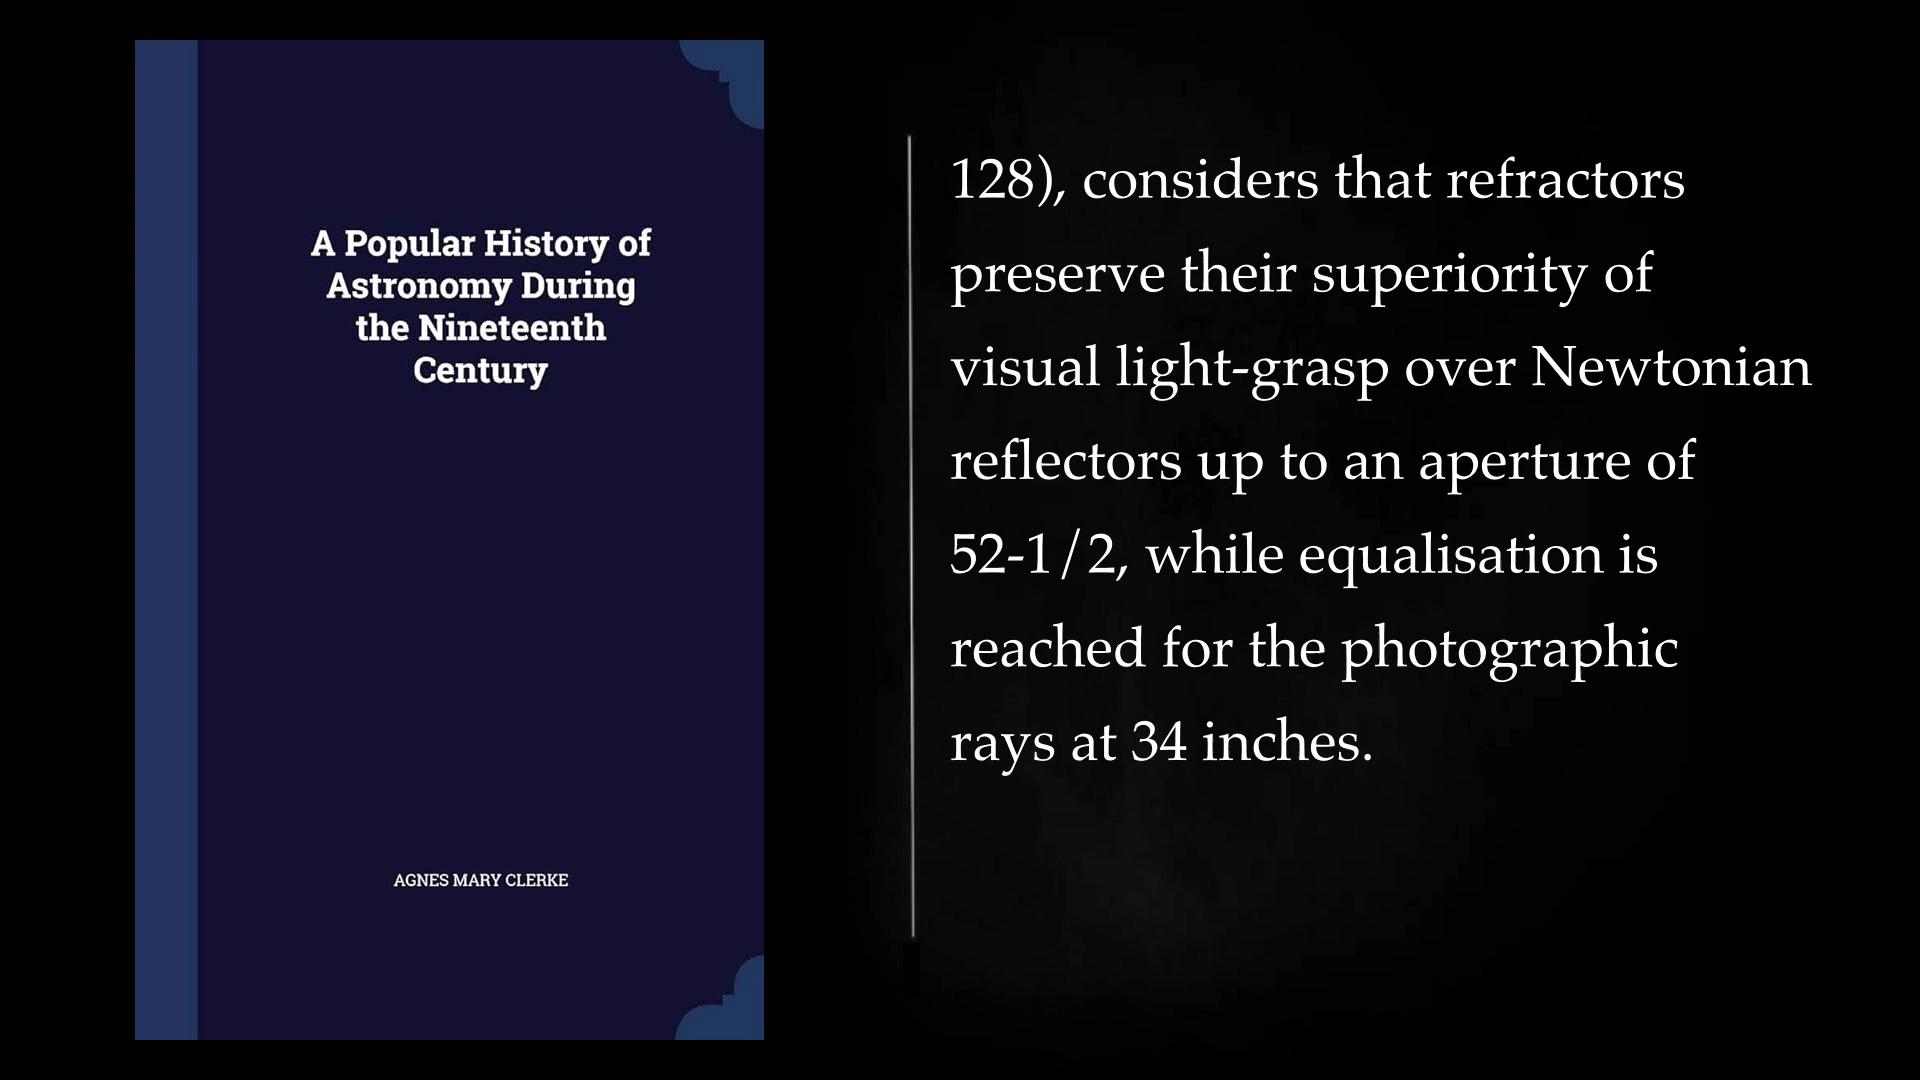 A Popular History of
Astronomy During
the Nineteenth
Century
AGNES MARY CLERKE
128), considers that refractors
preserve their superiority of
visual light-grasp over Newtonian
reflectors up to an aperture of
52-1/2, while equalisation is
reached for the photographic
rays at 34 inches.